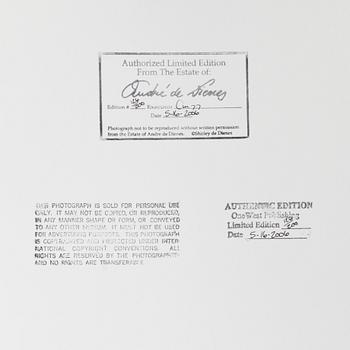 Authorized Limited Edition
From The Estate of:
André de Dienes
Edition #
Date 5-16-2006
Photograph not to be reproduced without written permission
from the Estate of Andre de Dienes. ©Shirley de Dienes
THIS PHOTOGRAPH IS SOLD FOR PERSONAL USE
ONLY. IT MAY NOT BE COPIED, OR REPRODUCED,
IN ANY MANNER SHAPE OR FORM, OR CONVEYED
TO ANY OTHER MEDIUM. IT MUST NOT BE USED
FOR ADVERTISING PURPOSES. THIS PHOTOGRAPH
IS COPYRIGHTED AND PROTECTED UNDER INTER-
NATIONAL COPYRIGHT CONVENTIONS. ALL
RIGHTS ARE RESERVED BY THE PHOTOGRAPHER
AND NO RIGHTS ARE TRANSFERABLE
AUTHENTIC EDITION
OneWest Publishing
Limited Edition
Date 5-16-2006